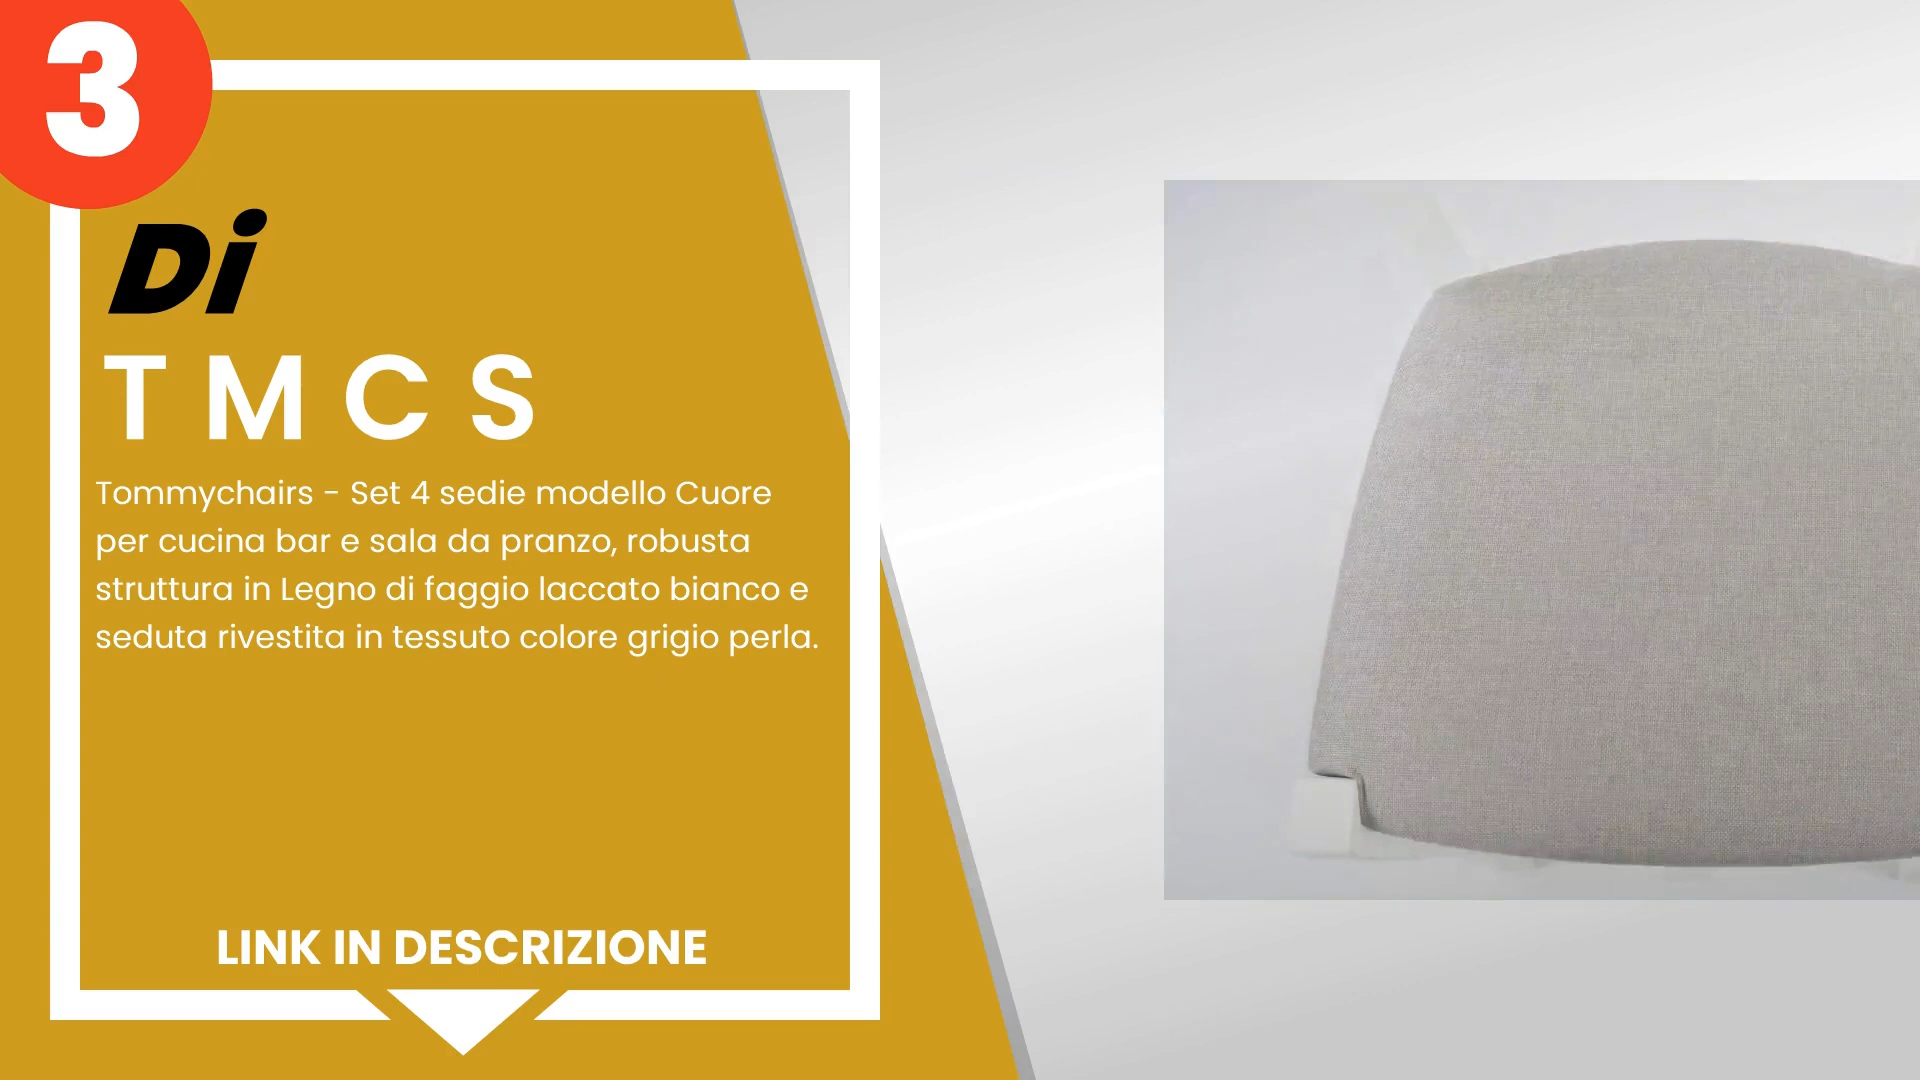 3
Di
TMCS
Tommychairs - Set 4 sedie modello Cuore
per cucina bar e sala da pranzo, robusta
struttura in Legno di faggio laccato bianco e
seduta rivestita in tessuto colore grigio perla.
LINK IN DESCRIZIONE